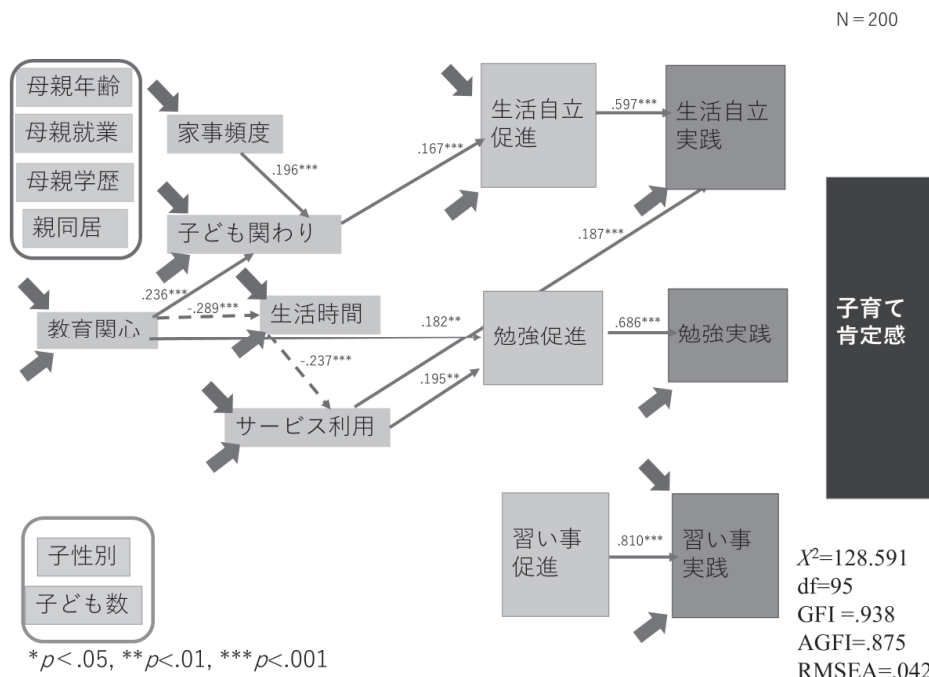 N = 200
母親年齢
母親就業
母親学歴
親同居
家事頻度
.196***
子ども関わり
.167***
生活自立
促進
.597***
生活自立
実践
.236***
-.289***
教育関心
生活時間
.182**
-.237***
.187***
.195**
サービス利用
勉強促進
.686***
勉強実践
子育て
肯定感
習い事
促進
.810***
習い事
実践
子性別
子ども数
X²=128.591
df=95
GFI =.938
AGFI=.875
RMSEA=.042
*p<.05, **p<.01, ***p<.001